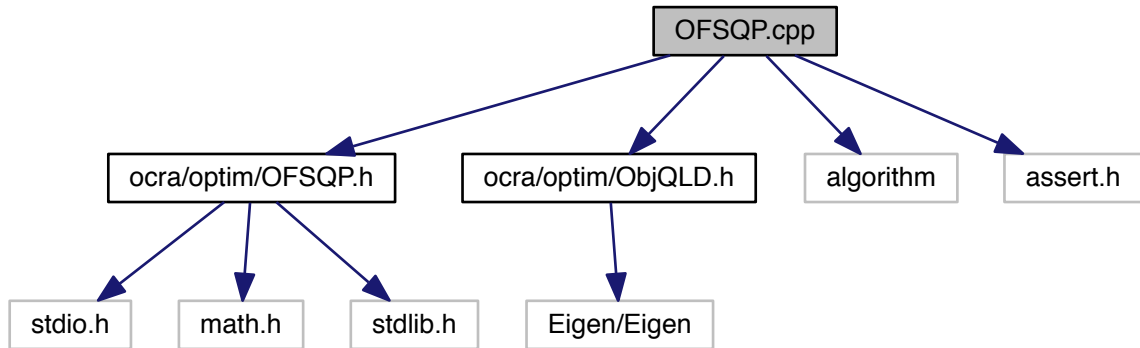 OFSQP.cpp
ocra/optim/OFSQP.h
ocra/optim/ObjQLD.h
algorithm
assert.h
stdio.h
math.h
stdlib.h
Eigen/Eigen